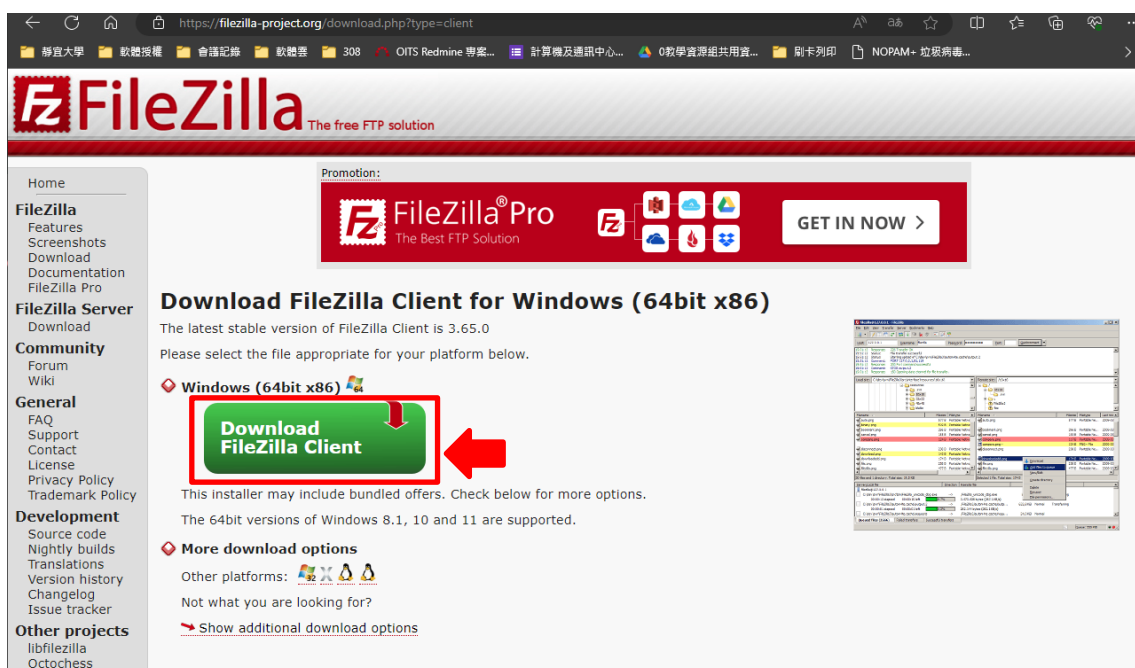 https://filezilla-project.org/download.php?type=client
靜宜大學 軟體授權 會議記錄 軟體雲 308 OITS Redmine 專案... 計算機及通訊中心... 0教學資源組共用資... 刷卡列印 NOPAM+ 垃圾病毒...
FileZilla The free FTP solution
Promotion:
FileZilla® Pro
The Best FTP Solution
GET IN NOW >
Home
FileZilla
Features
Screenshots
Download
Documentation
FileZilla Pro
FileZilla Server
Download
Community
Forum
Wiki
General
FAQ
Support
Contact
License
Privacy Policy
Trademark Policy
Development
Source code
Nightly builds
Translations
Version history
Changelog
Issue tracker
Other projects
libfilezilla
Octochess
Download FileZilla Client for Windows (64bit x86)
The latest stable version of FileZilla Client is 3.65.0
Please select the file appropriate for your platform below.
Windows (64bit x86)
Download
FileZilla Client
This installer may include bundled offers. Check below for more options.
The 64bit versions of Windows 8.1, 10 and 11 are supported.
More download options
Other platforms:
Not what you are looking for?
Show additional download options